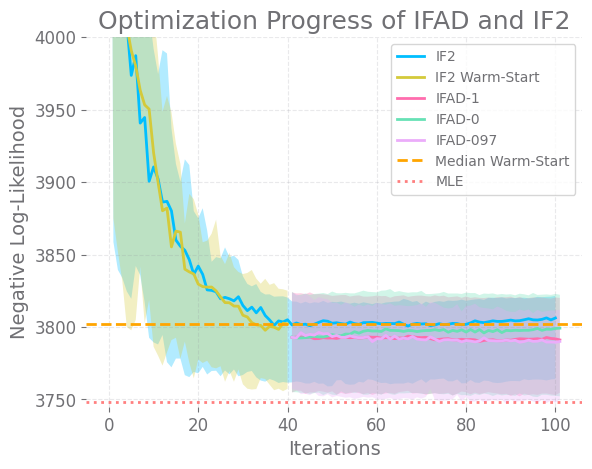 Optimization Progress of IFAD and IF2
Negative Log-Likelihood
4000
3950
3900
3850
3800
3750
IF2
IF2 Warm-Start
IFAD-1
IFAD-0
IFAD-097
Median Warm-Start
MLE
0 20 40 60 80 100
Iterations